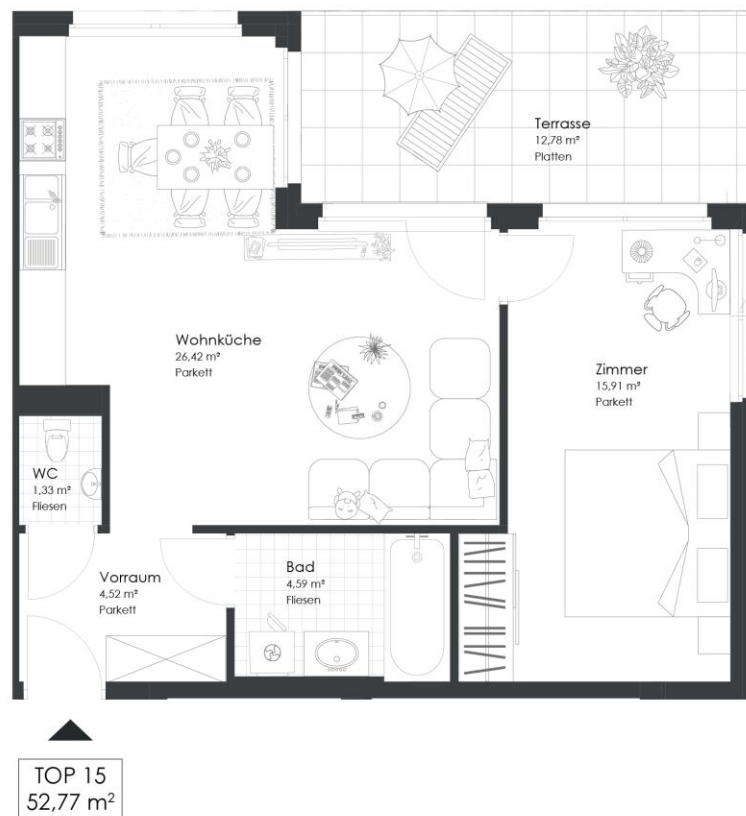 Terrasse
12,78 m²
Platten
Wohnküche
26,42 m²
Parkett
Zimmer
15,91 m²
Parkett
WC
1,33 m²
Fliesen
Bad
4,59 m²
Fliesen
Vorraum
4,52 m²
Parkett
TOP 15
52,77 m²